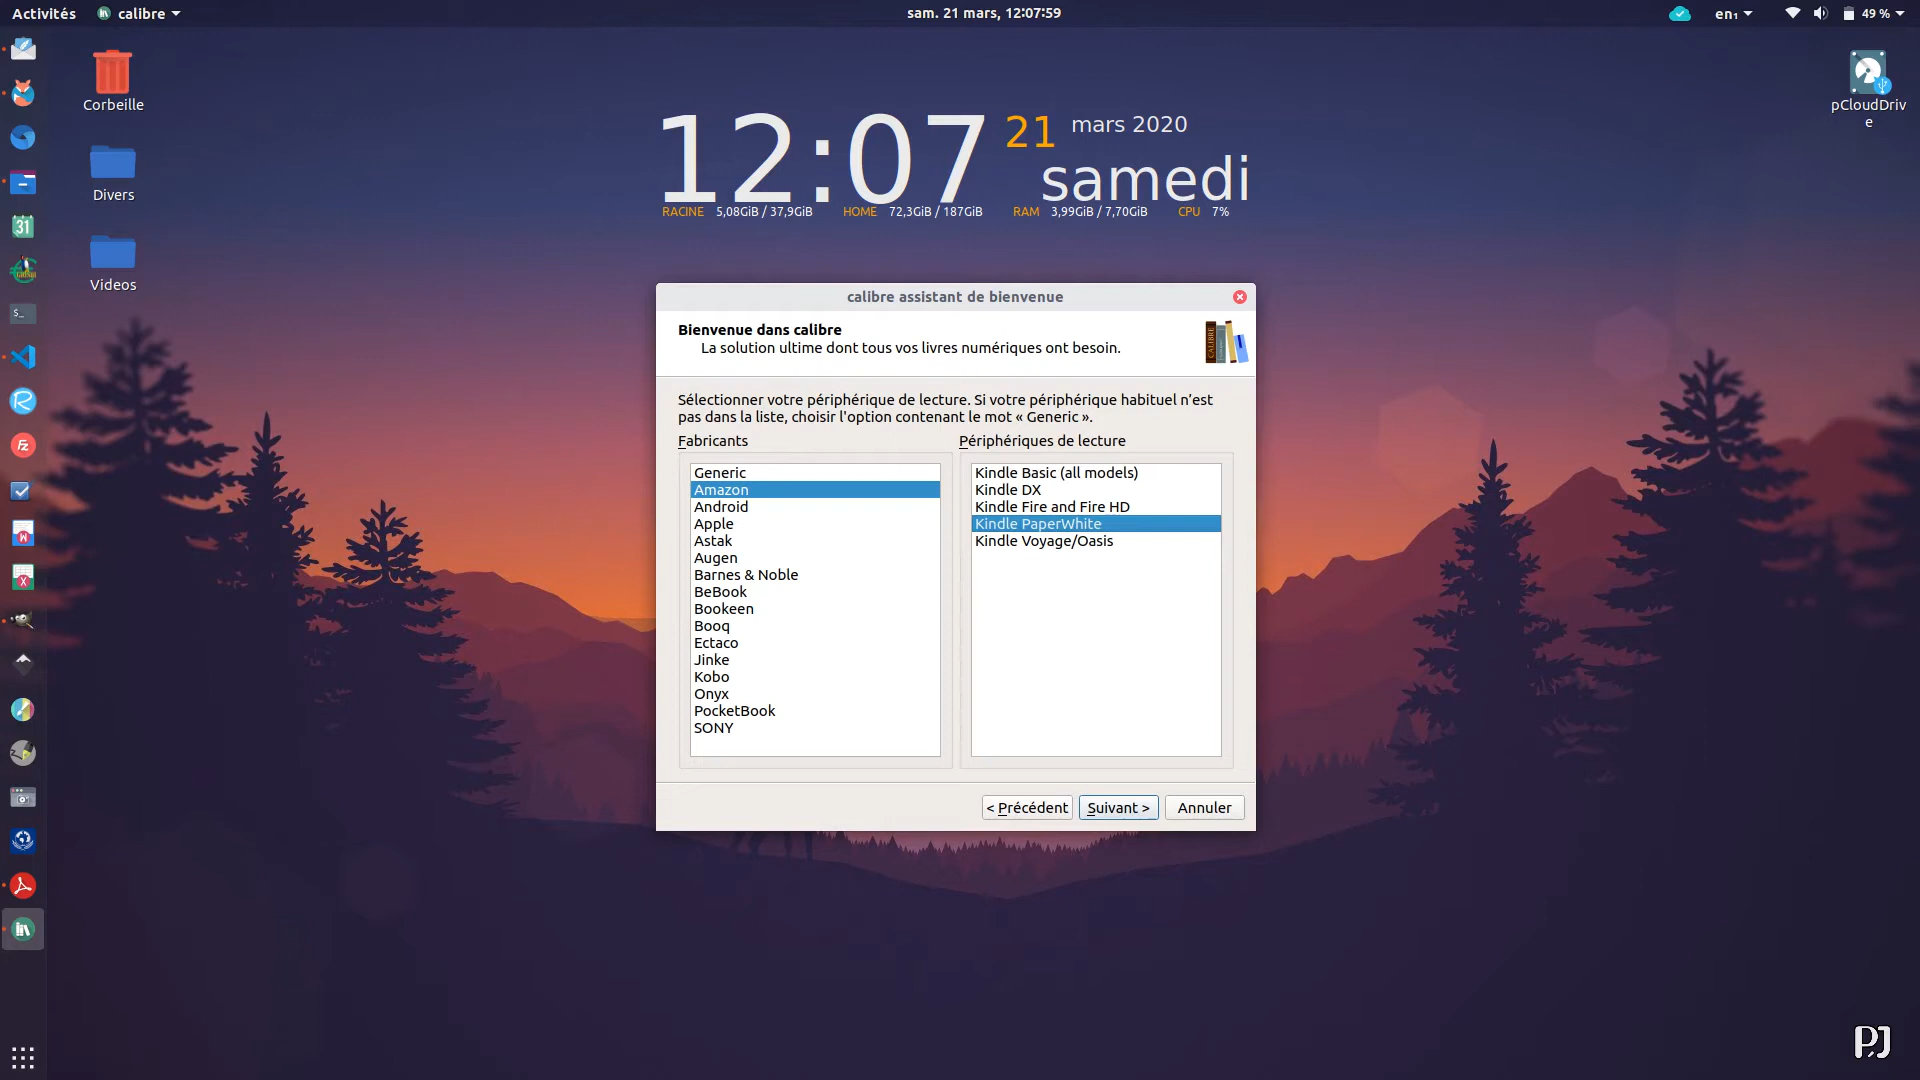 Activités
calibre
sam. 21 mars, 12:07:59
en₁
49 %
Corbeille
Divers
Videos
pCloudDriv
e
12:07
21
mars 2020
samedi
RACINE 5,08GiB / 37,9GiB HOME 72,3GiB / 187GiB RAM 3,99GiB / 7,70GiB CPU 7%
31
calibre assistant de bienvenue
Bienvenue dans calibre
La solution ultime dont tous vos livres numériques ont besoin.
CALIBRE
Sélectionner votre périphérique de lecture. Si votre périphérique habituel n’est
pas dans la liste, choisir l'option contenant le mot « Generic ».
Fabricants
Generic
Amazon
Android
Apple
Astak
Augen
Barnes & Noble
BeBook
Bookeen
Booq
Ectaco
Jinke
Kobo
Onyx
PocketBook
SONY
Périphériques de lecture
Kindle Basic (all models)
Kindle DX
Kindle Fire and Fire HD
Kindle PaperWhite
Kindle Voyage/Oasis
< Précédent
Suivant >
Annuler
PJ